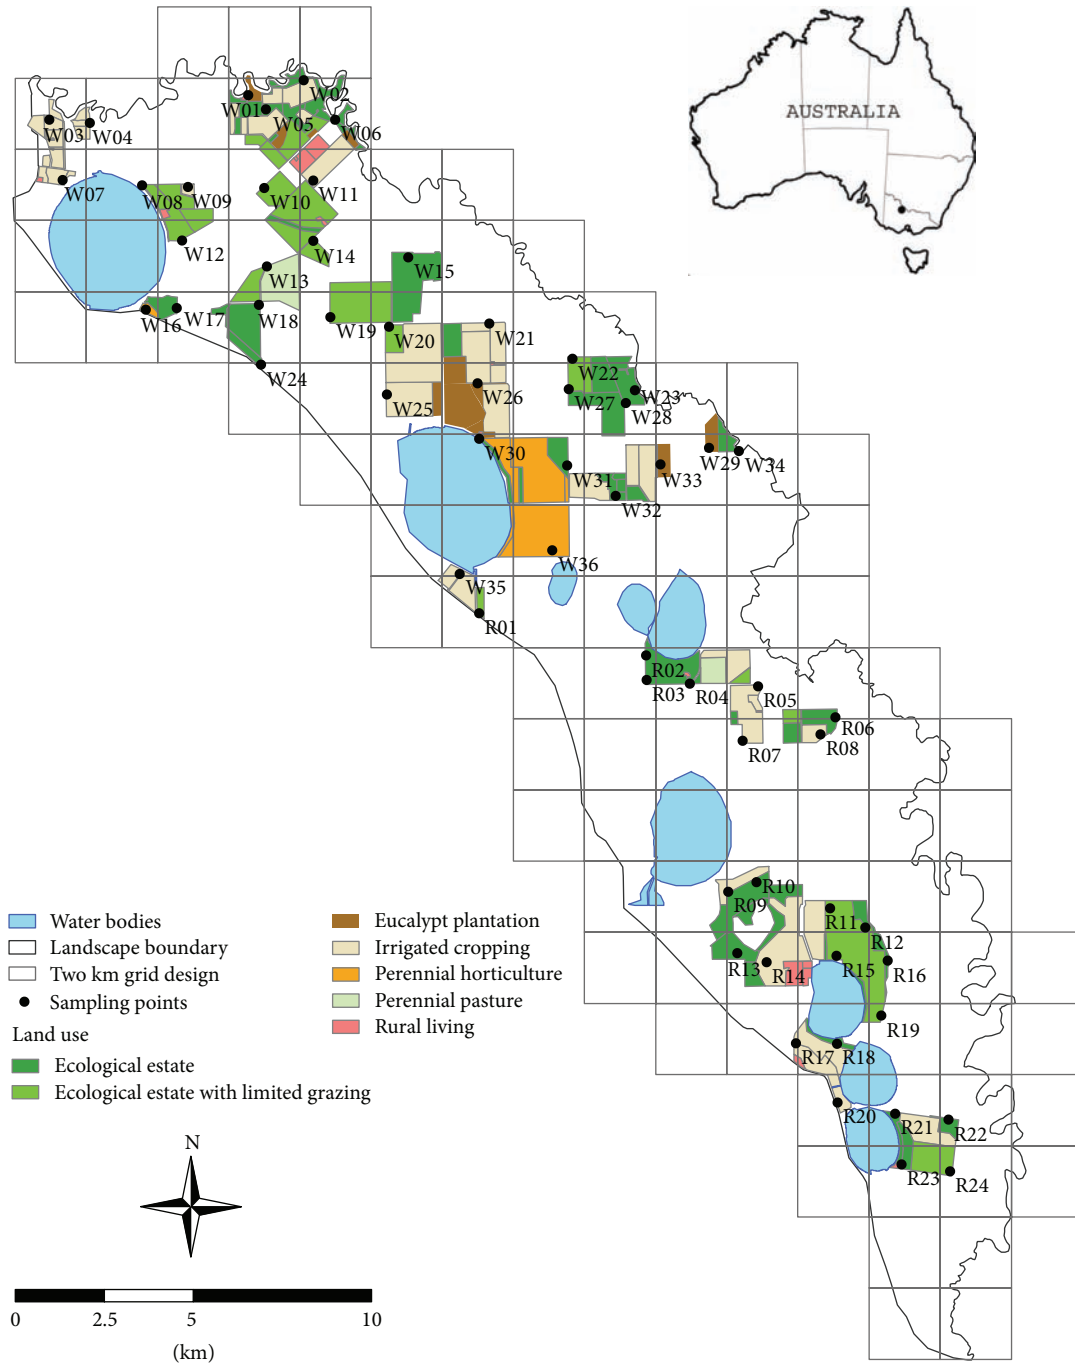 AUSTRALIA
W01
W02
W03
W04
W05
W06
W07
W08
W09
W10
W11
W12
W13
W14
W15
W16
W17
W18
W19
W20
W21
W22
W23
W24
W25
W26
W27
W28
W29
W30
W31
W32
W33
W34
W35
W36
R01
R02
R03
R04
R05
R06
R07
R08
R09
R10
R11
R12
R13
R14
R15
R16
R17
R18
R19
R20
R21
R22
R23
R24
Water bodies
Landscape boundary
Two km grid design
Sampling points
Land use
Ecological estate
Ecological estate with limited grazing
Eucalypt plantation
Irrigated cropping
Perennial horticulture
Perennial pasture
Rural living
N
0 2.5 5 10
(km)